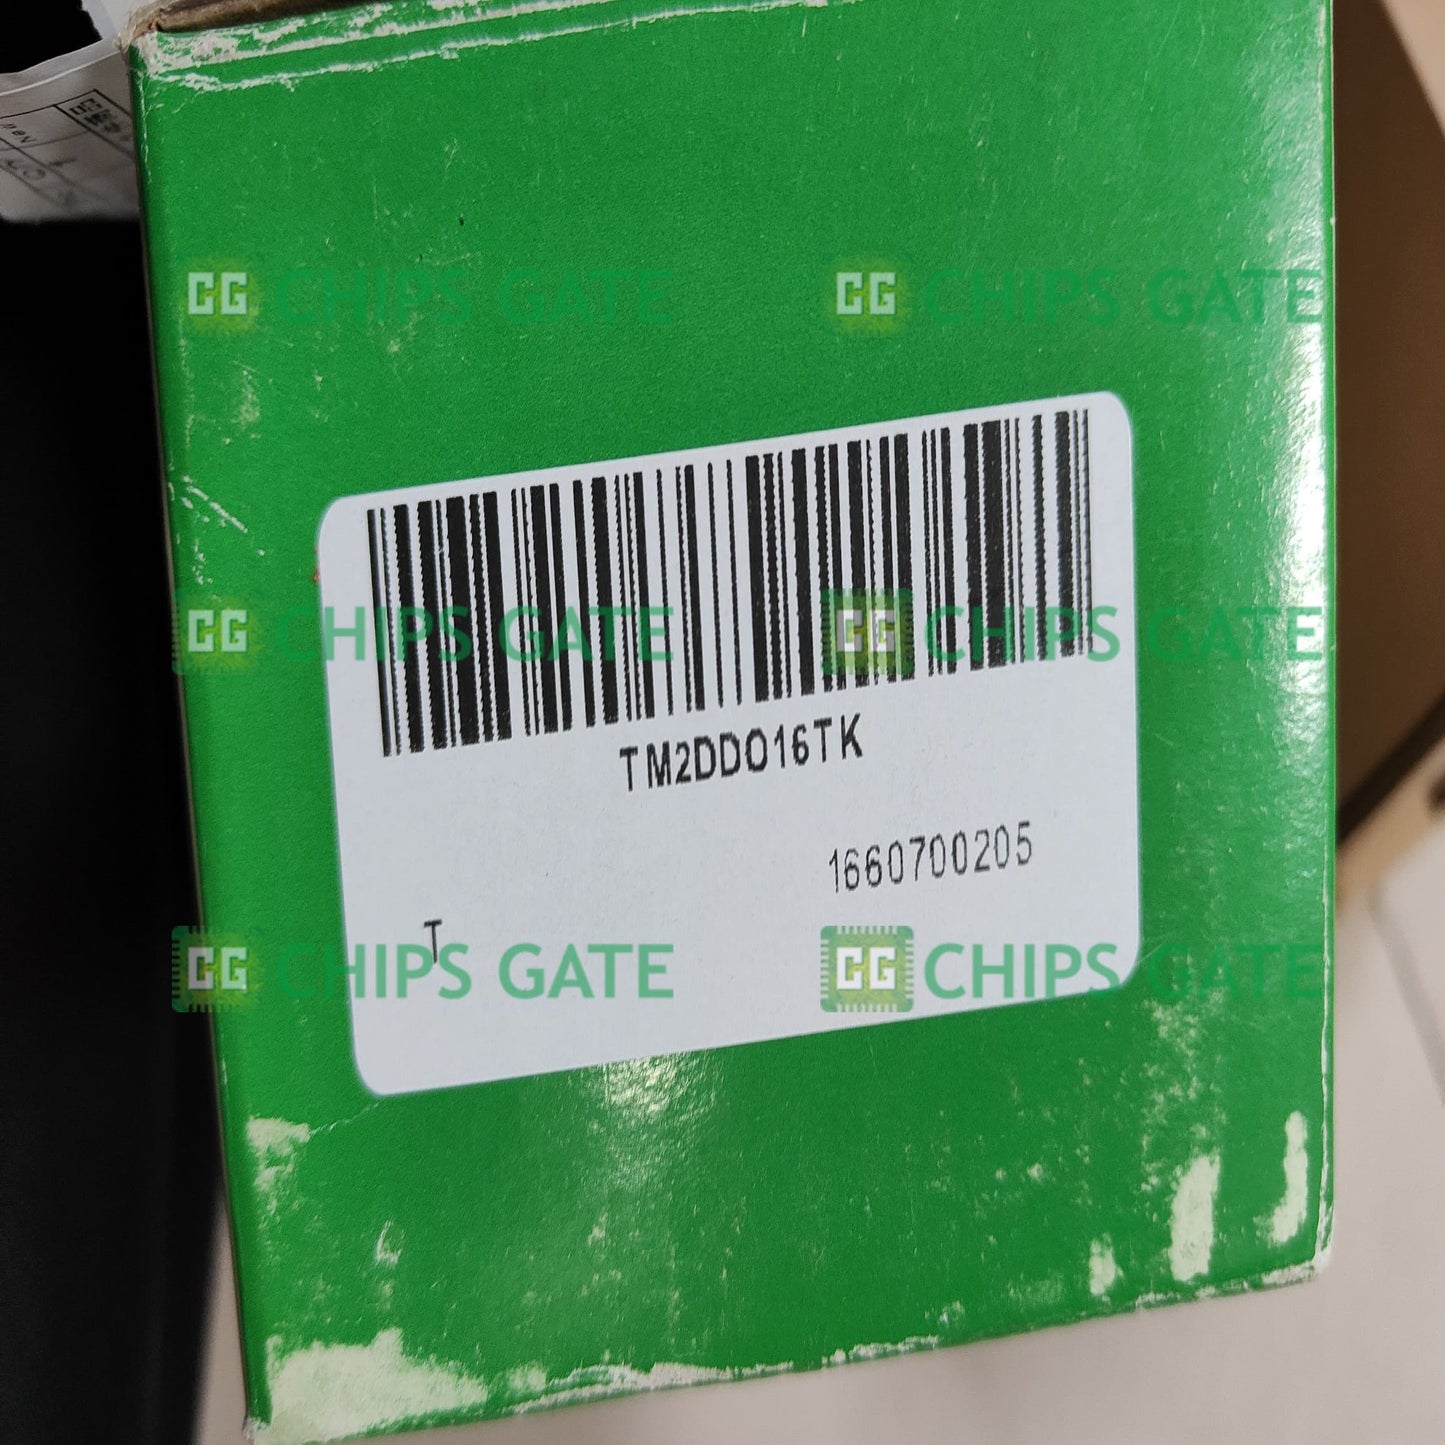 CG CHIPS GATE CG CHIPS GATE
TM2DDO16TK
CG CHIPS GATE CG CHIPS GATE
1660700205
T
CG CHIPS GATE CG CHIPS GATE